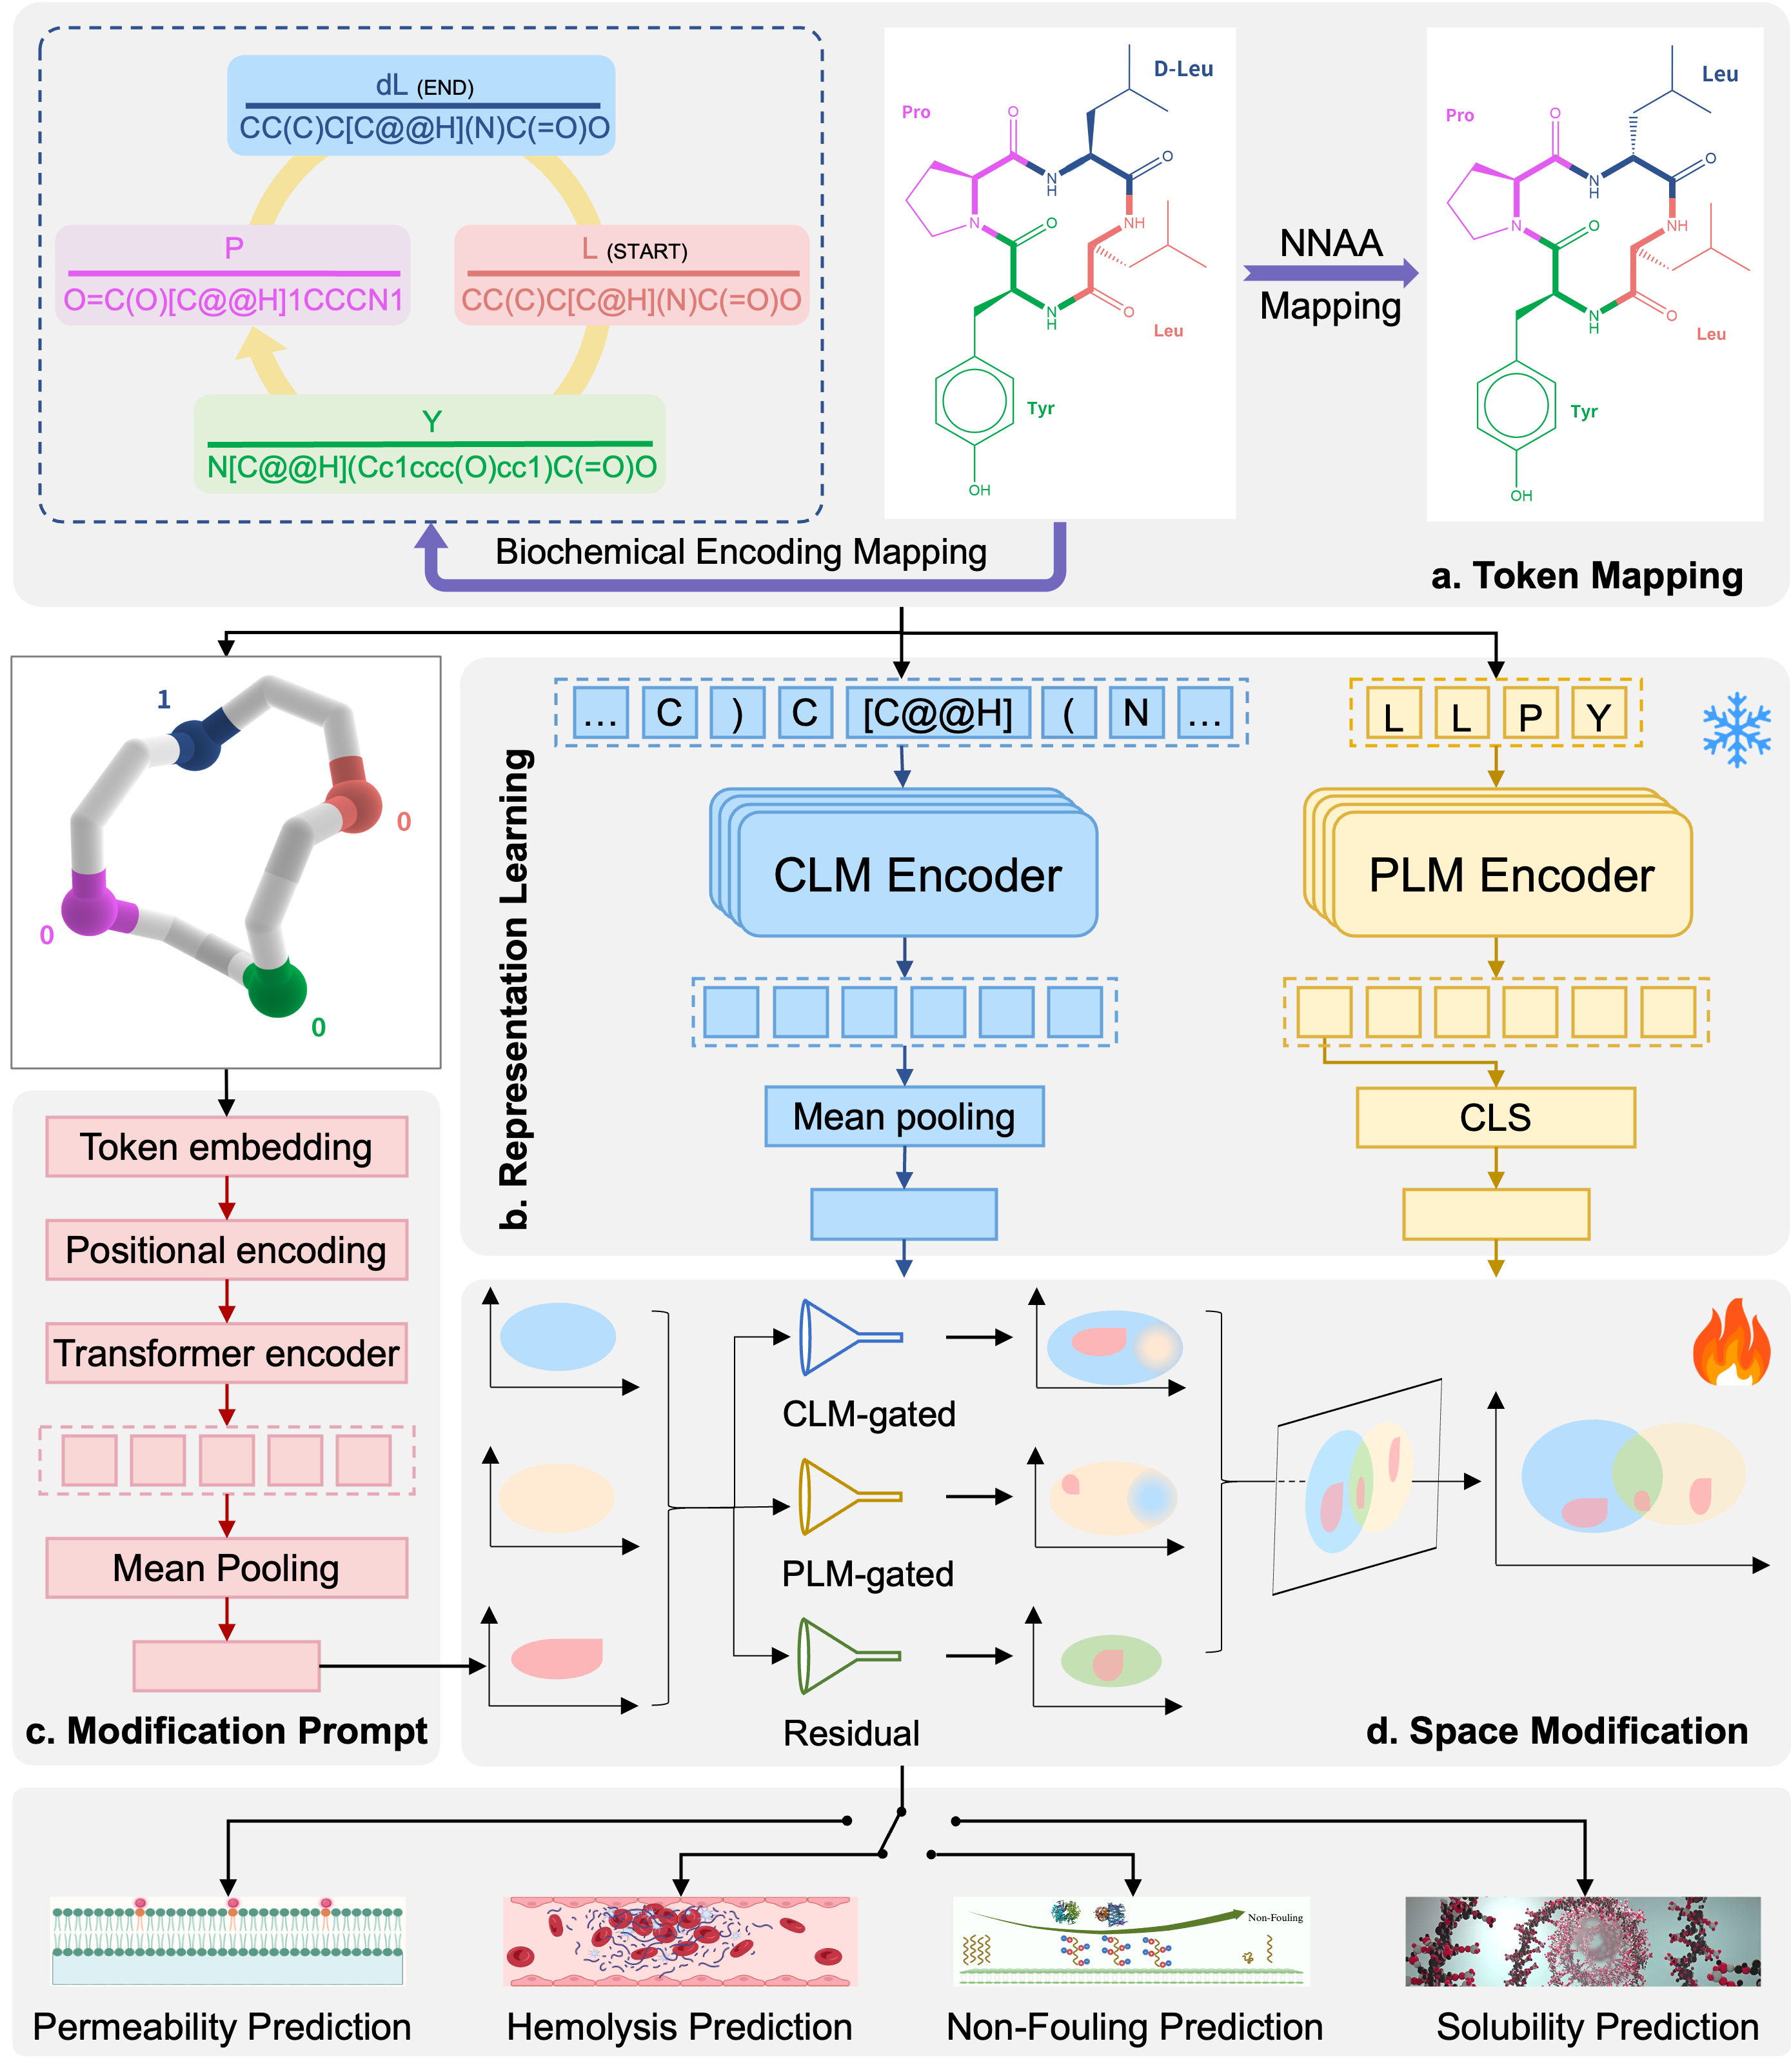 dL (END)
CC(C)C[C@@H](N)C(=O)O
P
O=C(O)[C@@H]1CCCN1
L (START)
CC(C)C[C@H](N)C(=O)O
Y
N[C@@H](Cc1ccc(O)cc1)C(=O)O
Biochemical Encoding Mapping
D-Leu
Pro
O
O
N
H
N
O
NH
N
H
O
Leu
Tyr
OH
NNAA
Mapping
Leu
Pro
O
O
N
H
N
O
NH
N
H
O
Leu
Tyr
OH
a. Token Mapping
1
0
0
0
b. Representation Learning
... C ) C [C@@H] ( N ...
L L P Y
CLM Encoder
PLM Encoder
Mean pooling
CLS
Token embedding
Positional encoding
Transformer encoder
Mean Pooling
c. Modification Prompt
CLM-gated
PLM-gated
Residual
d. Space Modification
Non-Fouling
Permeability Prediction
Hemolysis Prediction
Non-Fouling Prediction
Solubility Prediction